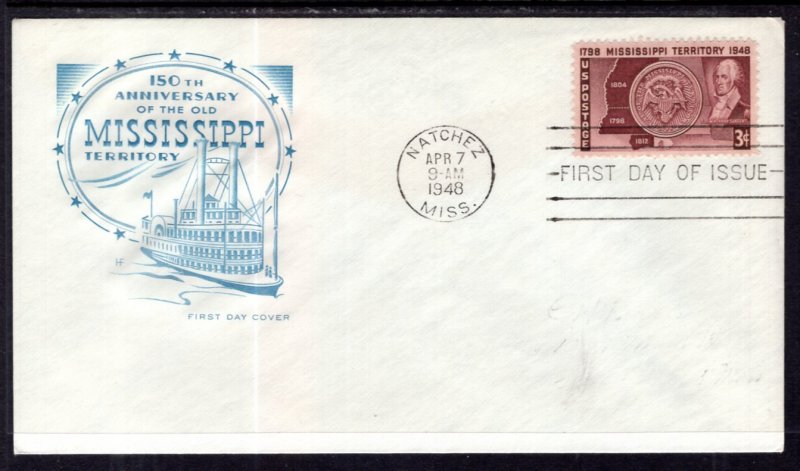 150TH
ANNIVERSARY
OF THE OLD
MISSISSIPPI
TERRITORY
HF
FIRST DAY COVER
NATCHEZ
APR 7
9-AM
1948
MISS.
1798 MISSISSIPPI TERRITORY 1948
US POSTAGE
1804
1798
1812
3¢
FIRST DAY OF ISSUE